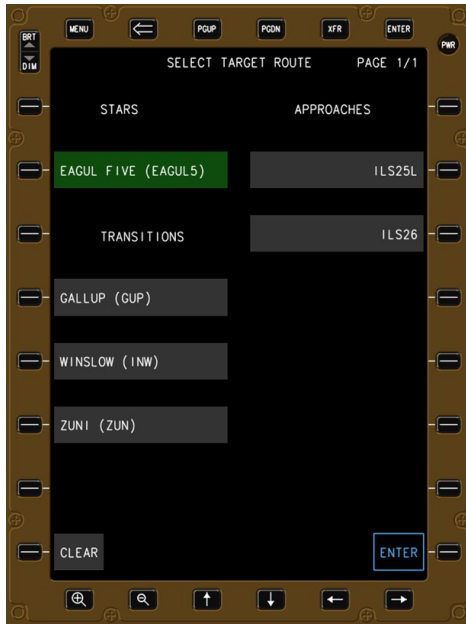 MENU PGUP PGDN XFR ENTER
BRT
PWR
DIM
SELECT TARGET ROUTE PAGE 1/1
STARS APPROACHES
EAGUL FIVE (EAGUL5) ILS25L
TRANSITIONS ILS26
GALLUP (GUP)
WINSLOW (INW)
ZUNI (ZUN)
CLEAR ENTER